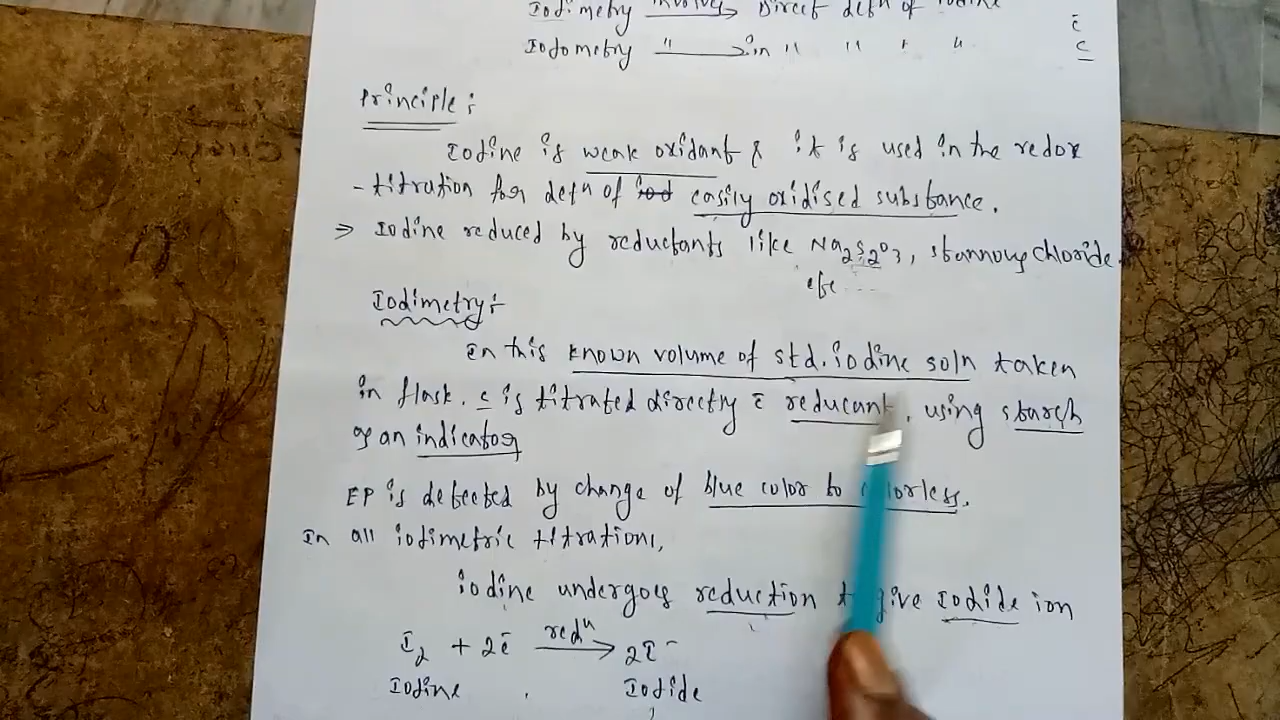 Iodimetry involves → Direct detn of iodine
Iodometry " → in " " " "
c̄
c
Principle :
Iodine is weak oxidant & it is used in the redox
-titration for detn of iod easily oxidised substance.
⇒ Iodine reduced by reductants like Na2S2O3, stannous chloride
etc ....
Iodimetry :-
In this known volume of std. iodine soln taken
in flask. c is titrated directly c̄ reducant, using starch
as an indicator
EP is detected by change of blue color to colorless.
In all iodimetric titrations,
iodine undergoes reduction to give Iodide ion
I2 + 2ē redn → 2I-
Iodine Iodide